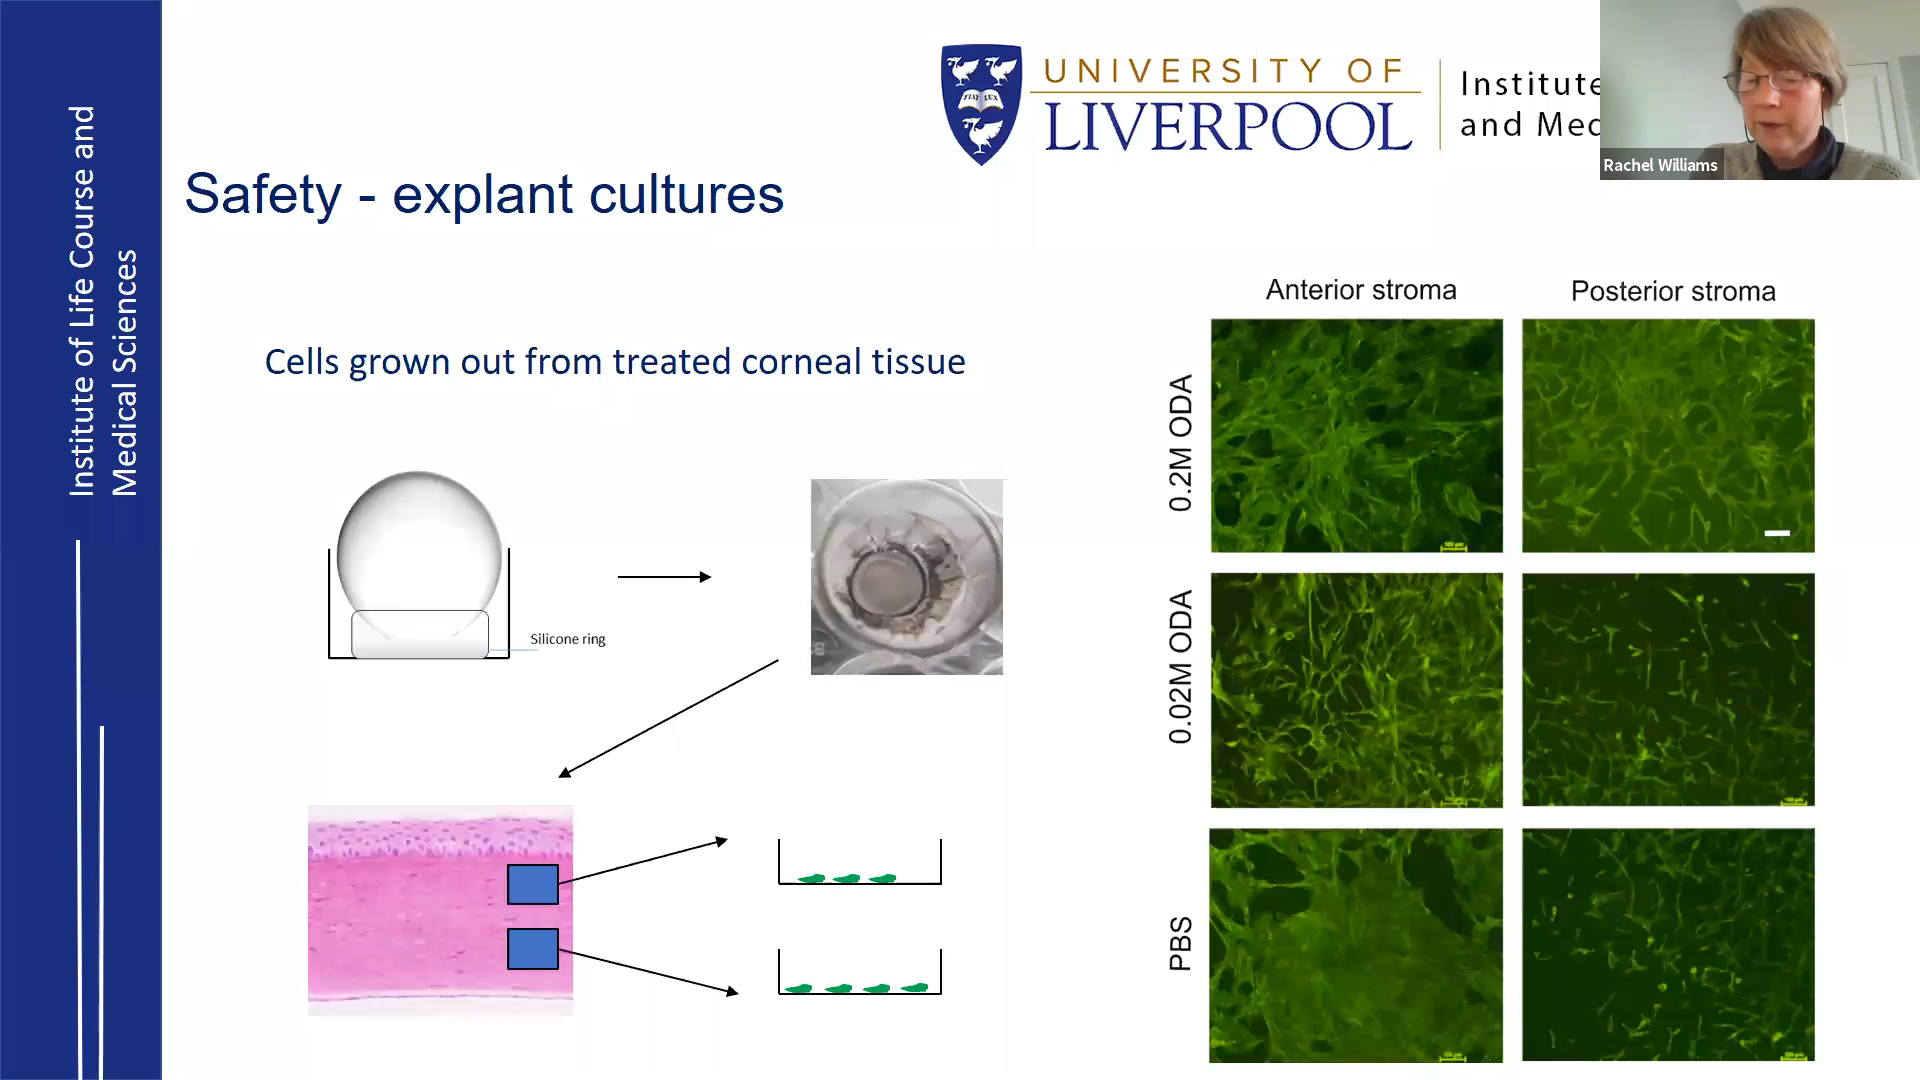 Institute of Life Course and
Medical Sciences
UNIVERSITY OF
LIVERPOOL
FIAT LUX
Institute
and Med
Rachel Williams
Safety - explant cultures
Cells grown out from treated corneal tissue
Silicone ring
Anterior stroma
Posterior stroma
0.2M ODA
0.02M ODA
PBS